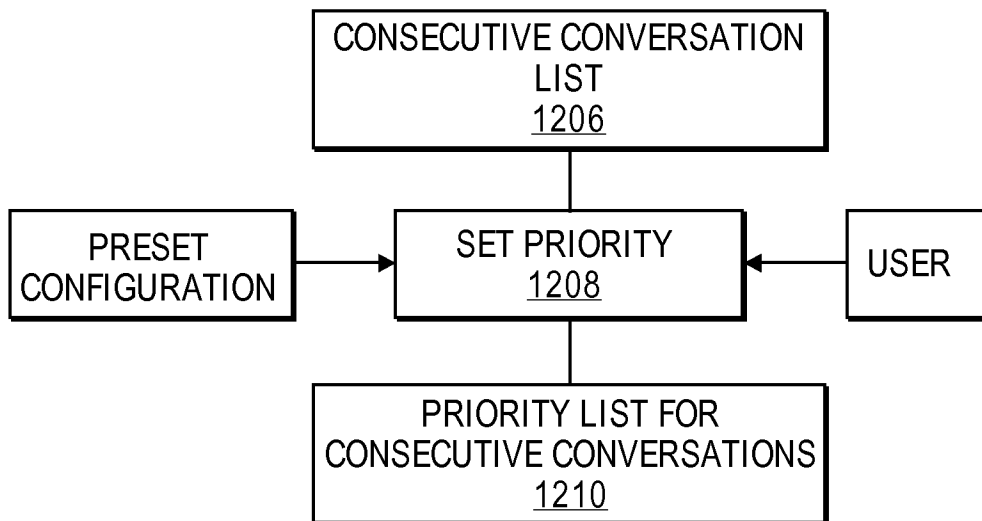 CONSECUTIVE CONVERSATION
LIST
1206
PRESET
CONFIGURATION
SET PRIORITY
1208
USER
PRIORITY LIST FOR
CONSECUTIVE CONVERSATIONS
1210